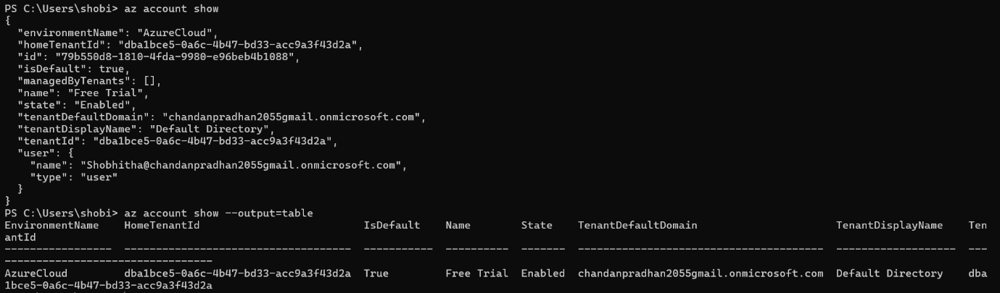 PS C:\Users\shobi> az account show
{
  "environmentName": "AzureCloud",
  "homeTenantId": "dba1bce5-0a6c-4b47-bd33-acc9a3f43d2a",
  "id": "79b550d8-1810-4fda-9980-e96beb4b1088",
  "isDefault": true,
  "managedByTenants": [],
  "name": "Free Trial",
  "state": "Enabled",
  "tenantDefaultDomain": "chandanpradhan2055gmail.onmicrosoft.com",
  "tenantDisplayName": "Default Directory",
  "tenantId": "dba1bce5-0a6c-4b47-bd33-acc9a3f43d2a",
  "user": {
    "name": "Shobhitha@chandanpradhan2055gmail.onmicrosoft.com",
    "type": "user"
  }
}
PS C:\Users\shobi> az account show --output=table
EnvironmentName    HomeTenantId                          IsDefault    Name        State    TenantDefaultDomain                      TenantDisplayName    Ten
antId
-----------------  ------------------------------------  -----------  ----------  -------  ---------------------------------------  -------------------  ---
---------------------------------
AzureCloud         dba1bce5-0a6c-4b47-bd33-acc9a3f43d2a  True         Free Trial  Enabled  chandanpradhan2055gmail.onmicrosoft.com  Default Directory    dba
1bce5-0a6c-4b47-bd33-acc9a3f43d2a